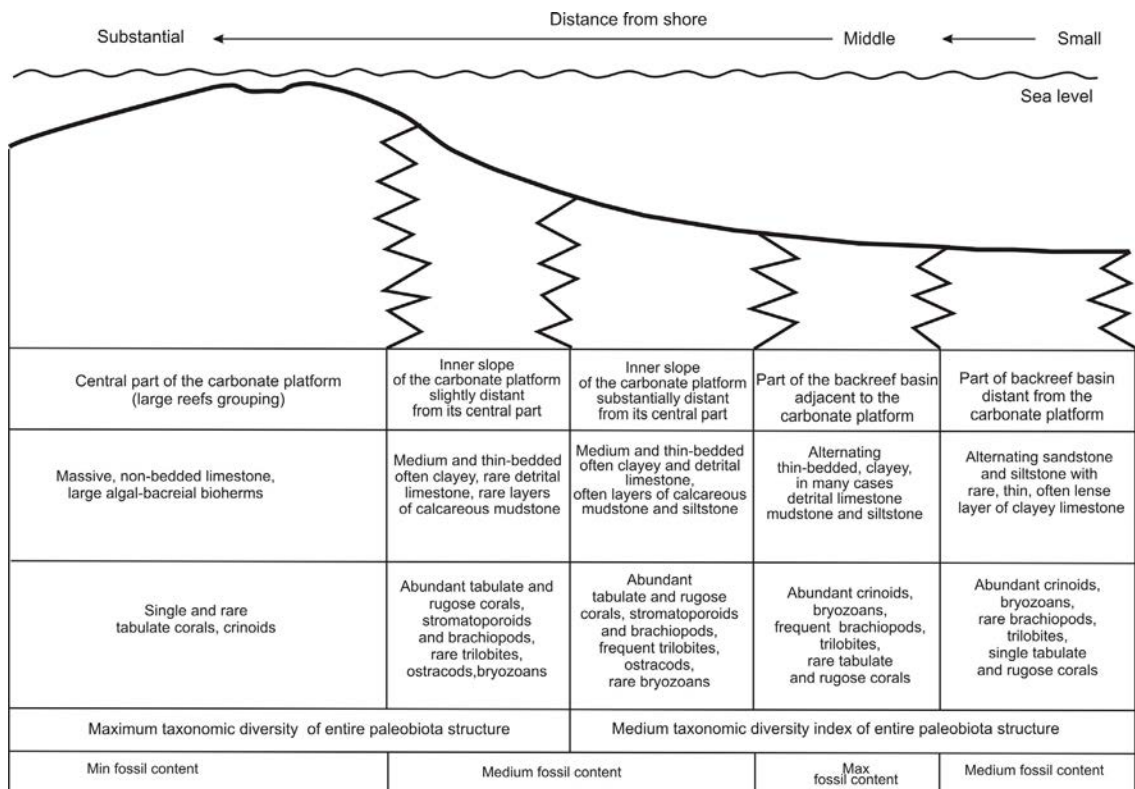 Distance from shore
Substantial
Middle
Small
Sea level
Central part of the carbonate platform
(large reefs grouping)
Inner slope
of the carbonate platform
slightly distant
from its central part
Inner slope
of the carbonate platform
substantially distant
from its central part
Part of the backreef basin
adjacent to the
carbonate platform
Part of backreef basin
distant from the
carbonate platform
Massive, non-bedded limestone,
large algal-bacreial bioherms
Medium and thin-bedded
often clayey, rare detrital
limestone, rare layers
of calcareous mudstone
Medium and thin-bedded
often clayey and detrital
limestone,
often layers of calcareous
mudstone and siltstone
Alternating
thin-bedded, clayey,
in many cases
detrital limestone
mudstone and siltstone
Alternating sandstone
and siltstone with
rare, thin, often lense
layer of clayey limestone
Single and rare
tabulate corals, crinoids
Abundant tabulate and
rugose corals,
stromatoporoids
and brachiopods,
rare trilobites,
ostracods,bryozoans
Abundant
tabulate and rugose
corals, stromatoporoids
and brachiopods,
frequent trilobites,
ostracods,
rare bryozoans
Abundant crinoids,
bryozoans,
frequent brachiopods,
trilobites,
rare tabulate
and rugose corals
Abundant crinoids,
bryozoans,
rare brachiopods,
trilobites,
single tabulate
and rugose corals
Maximum taxonomic diversity of entire paleobiota structure
Medium taxonomic diversity index of entire paleobiota structure
Min fossil content
Medium fossil content
Max
fossil content
Medium fossil content